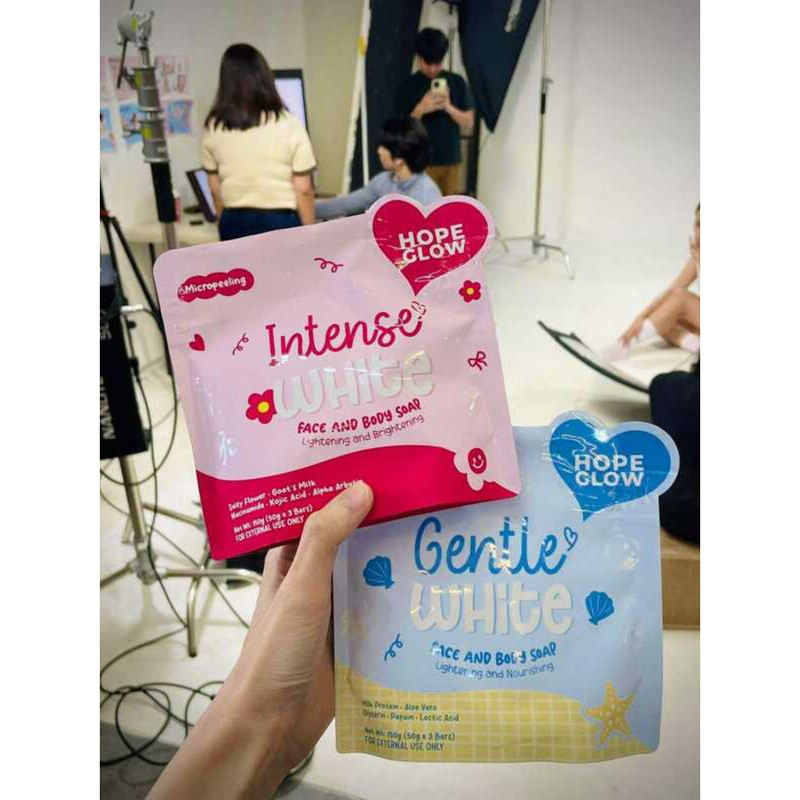 HOPE
GLOW
Micropeeling
Intense
WHITE
FACE AND BODY SOAP
Lightening and Brightening
Daily Flower · Goat's Milk
Niacinamide · Kojic Acid · Alpha Arbutin
Net Wt: 150g (50g x 3 Bars)
FOR EXTERNAL USE ONLY
HOPE
GLOW
Gentle
WHITE
FACE AND BODY SOAP
Lightening and Nourishing
Milk Protein · Aloe Vera
Glycerin · Papain · Lactic Acid
Net Wt: 150g (50g x 3 Bars)
FOR EXTERNAL USE ONLY
NANLITE